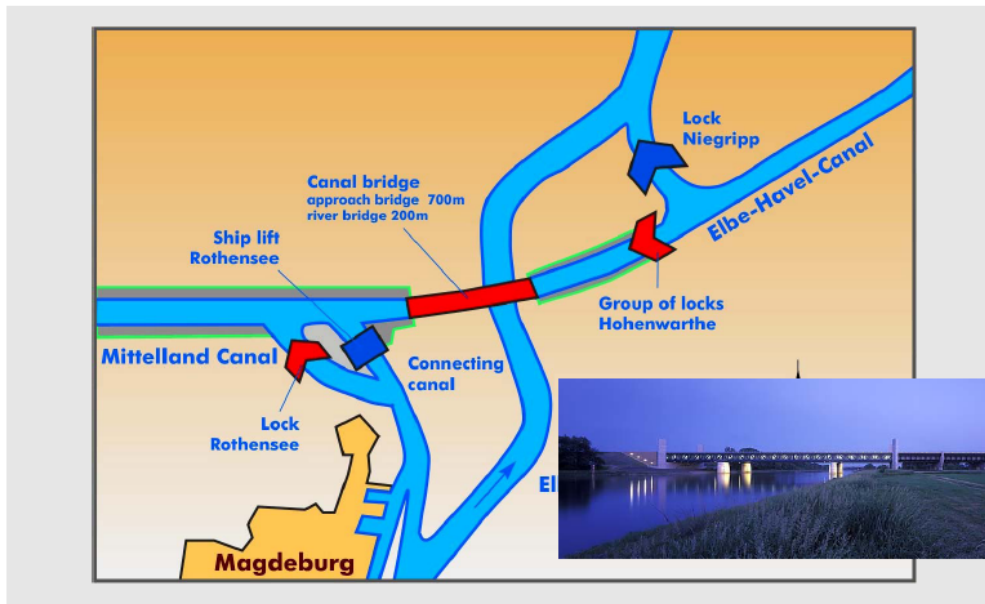 Lock
Niegripp
Elbe-Havel-Canal
Canal bridge
approach bridge 700m
river bridge 200m
Ship lift
Rothensee
Group of locks
Hohenwarthe
Mittelland Canal
Connecting
canal
Lock
Rothensee
El
Magdeburg